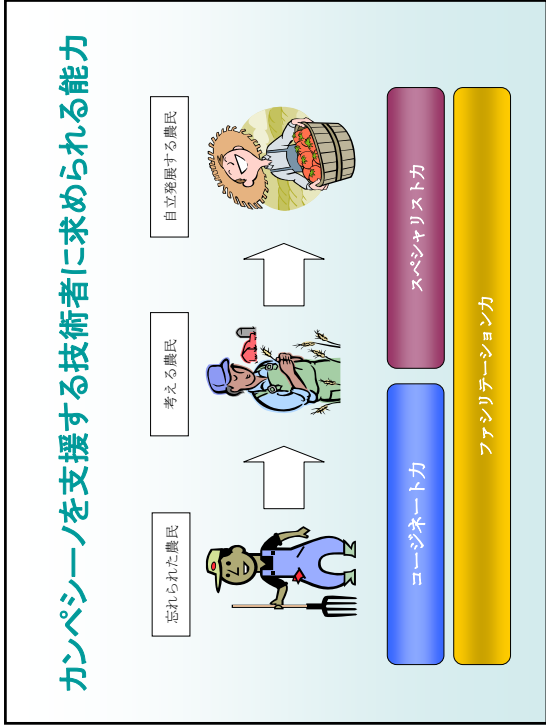 カンペシーノを支援する技術者に求められる能力
忘れられた農民
考える農民
自立発展する農民
コージネート力
スペシャリスト力
ファシリテーション力